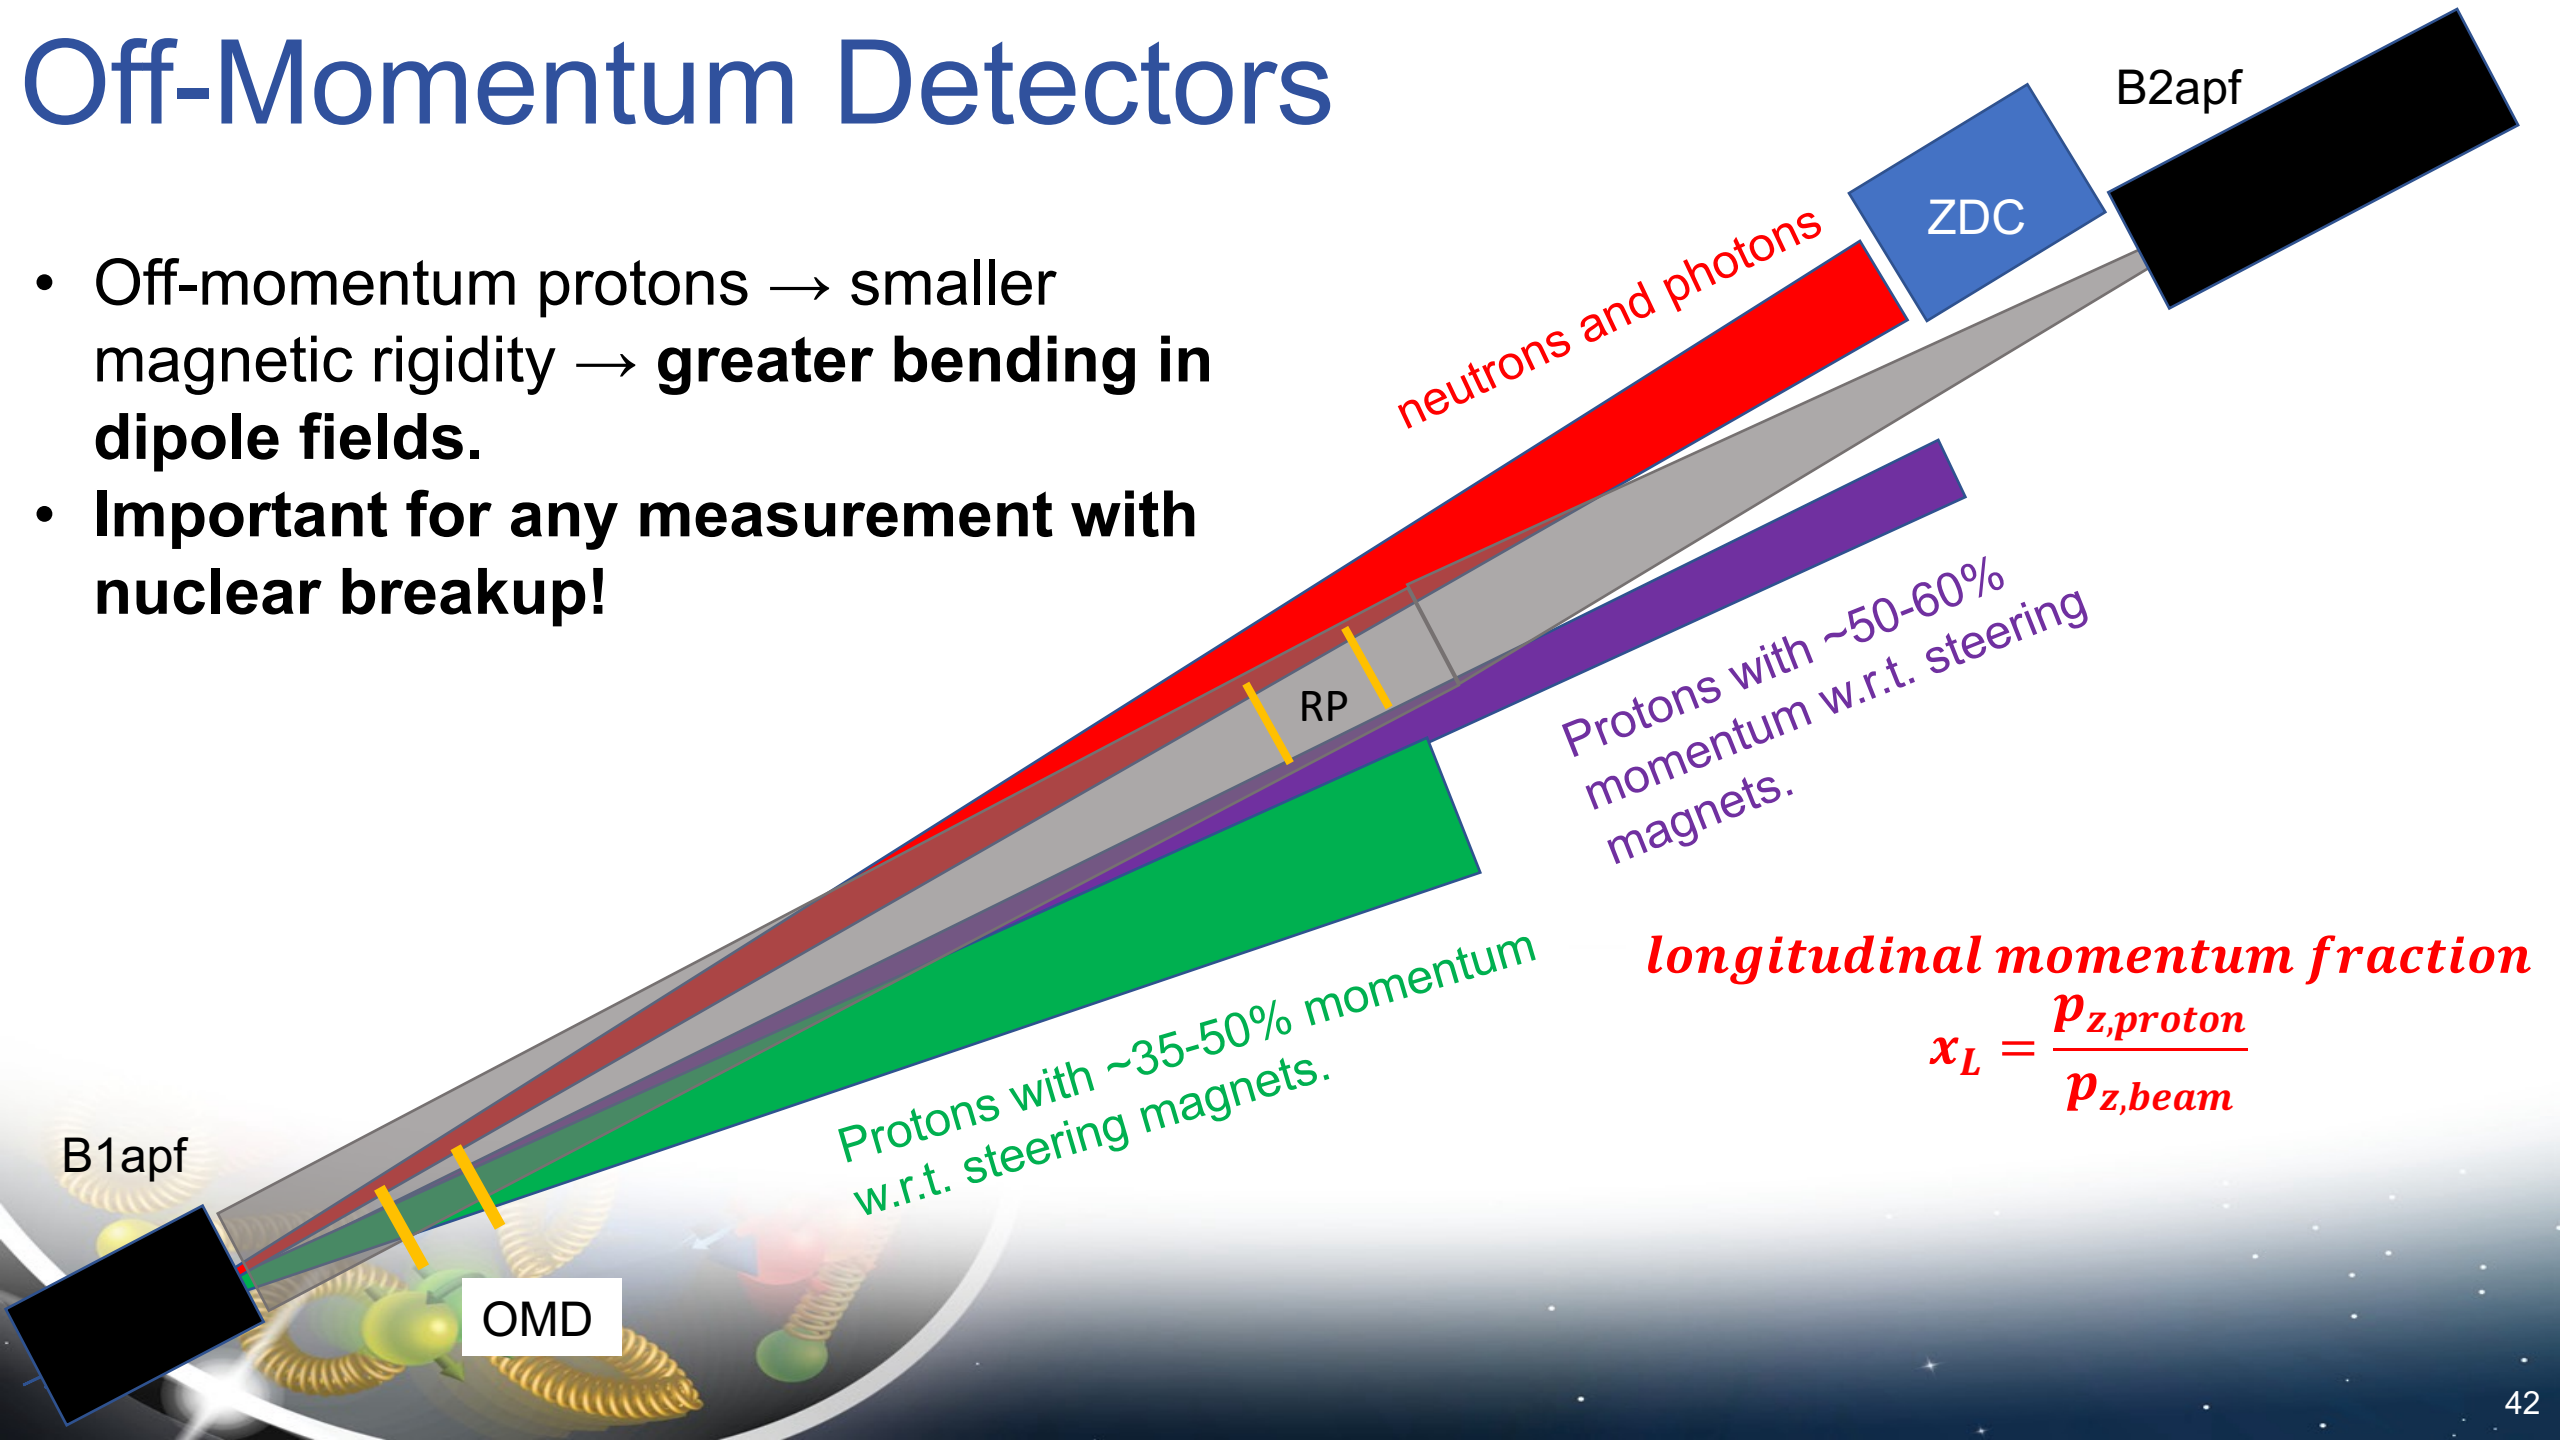 Off-Momentum Detectors
B2apf
ZDC
neutrons and photons
• Off-momentum protons → smaller
magnetic rigidity → greater bending in
dipole fields.
• Important for any measurement with
nuclear breakup!
RP
Protons with ~50-60%
momentum w.r.t. steering
magnets.
Protons with ~35-50% momentum
w.r.t. steering magnets.
longitudinal momentum fraction
x_L = p_{z,proton} / p_{z,beam}
B1apf
OMD
42